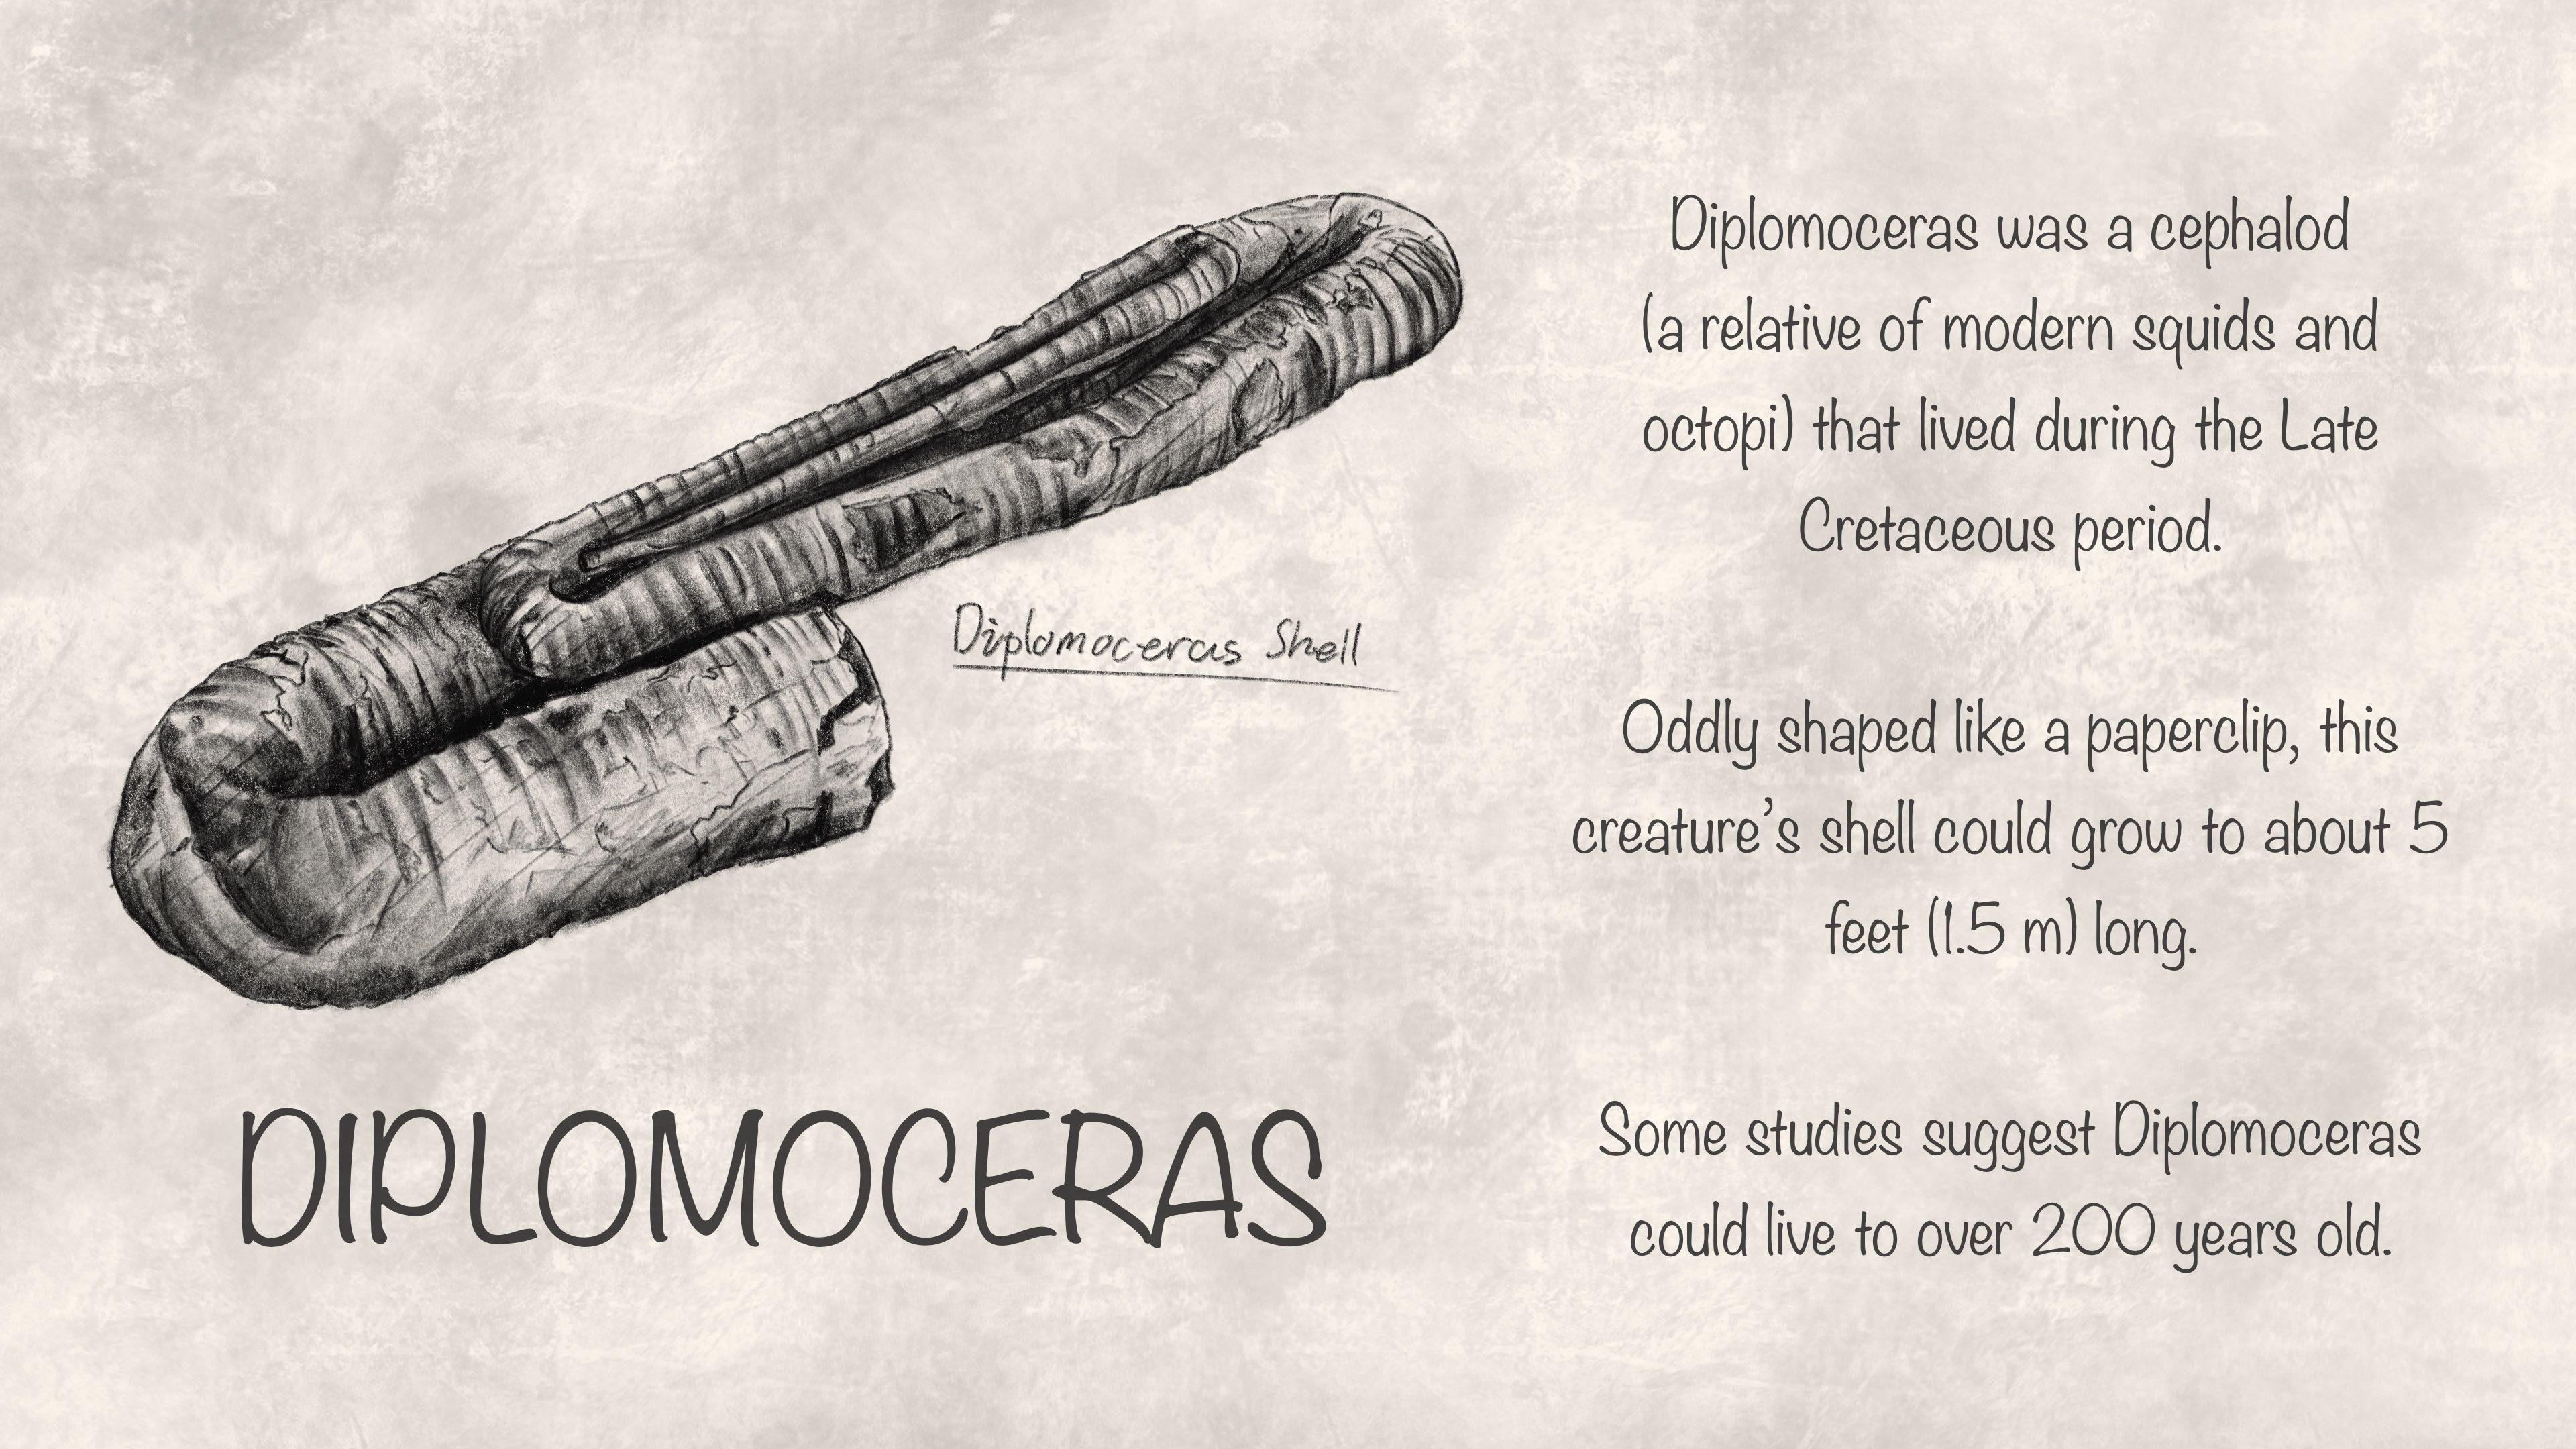 Diplomoceras was a cephalod
(a relative of modern squids and
octopi) that lived during the Late
Cretaceous period.
Oddly shaped like a paperclip, this
creature's shell could grow to about 5
feet (1.5 m) long.
Some studies suggest Diplomoceras
could live to over 200 years old.
Diplomoceras Shell
DIPLOMOCERAS